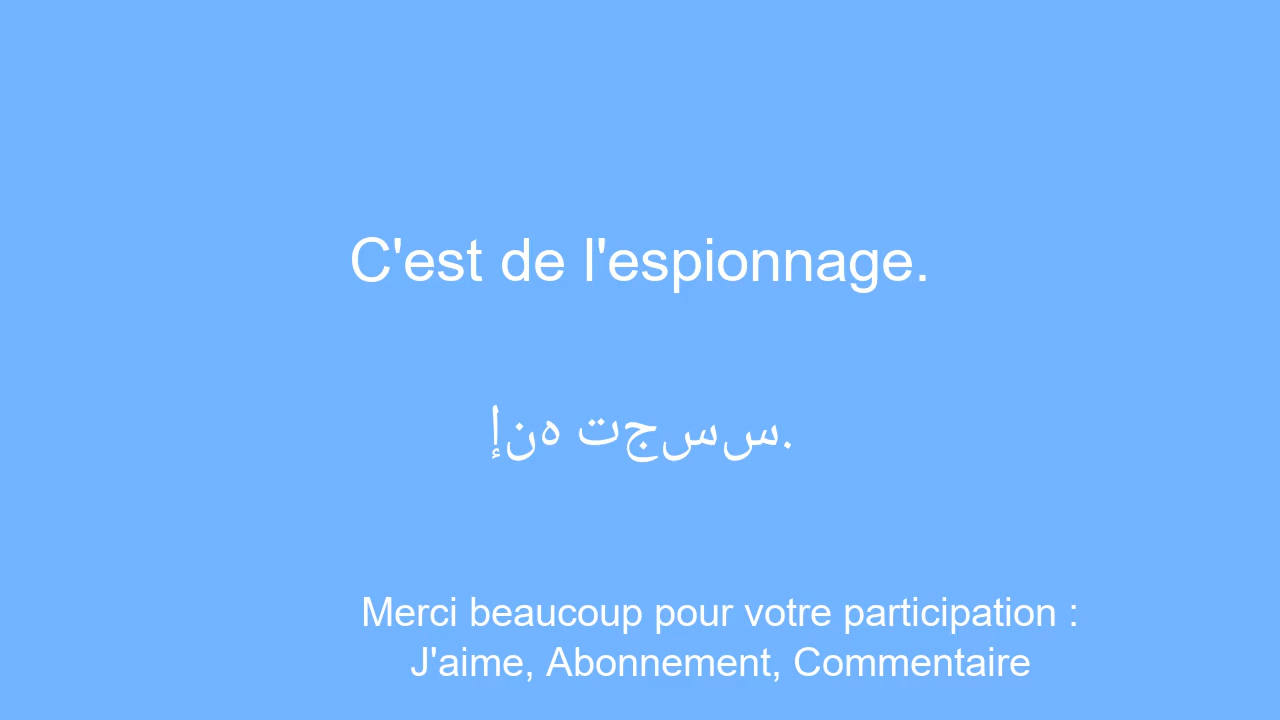 C'est de l'espionnage.
إنه تجسس.
Merci beaucoup pour votre participation :
J'aime, Abonnement, Commentaire